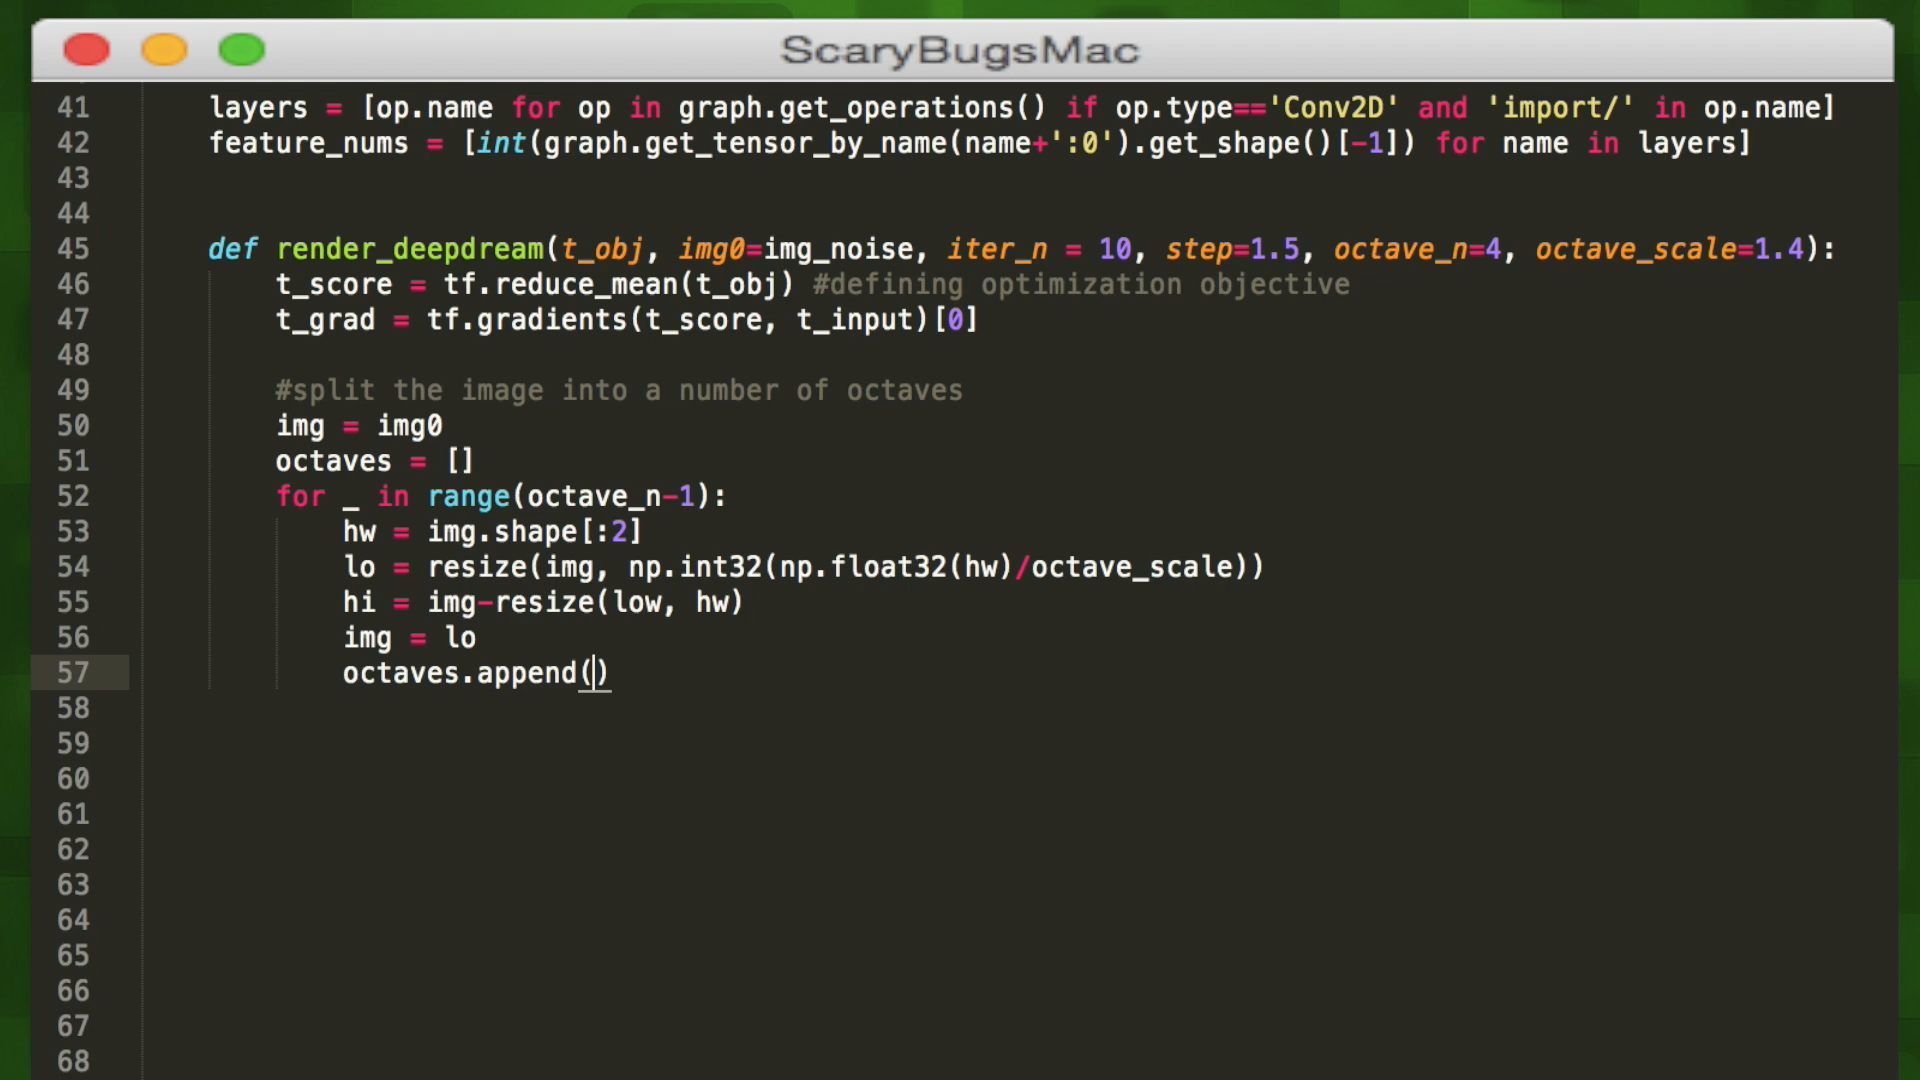 ScaryBugsMac
41 layers = [op.name for op in graph.get_operations() if op.type=='Conv2D' and 'import/' in op.name]
42 feature_nums = [int(graph.get_tensor_by_name(name+':0').get_shape()[-1]) for name in layers]
43
44
45 def render_deepdream(t_obj, img0=img_noise, iter_n = 10, step=1.5, octave_n=4, octave_scale=1.4):
46 t_score = tf.reduce_mean(t_obj) #defining optimization objective
47 t_grad = tf.gradients(t_score, t_input)[0]
48
49 #split the image into a number of octaves
50 img = img0
51 octaves = []
52 for _ in range(octave_n-1):
53 hw = img.shape[:2]
54 lo = resize(img, np.int32(np.float32(hw)/octave_scale))
55 hi = img-resize(low, hw)
56 img = lo
57 octaves.append()
58
59
60
61
62
63
64
65
66
67
68